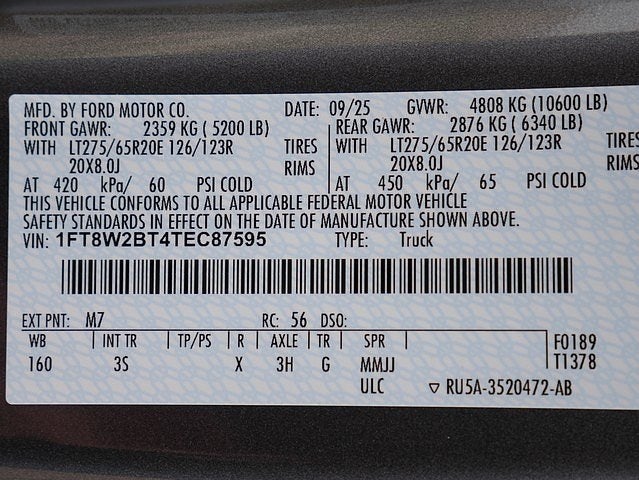 MFD. BY FORD MOTOR CO. DATE: 09/25 GVWR: 4808 KG (10600 LB)
FRONT GAWR: 2359 KG ( 5200 LB) REAR GAWR: 2876 KG ( 6340 LB)
WITH LT275/65R20E 126/123R TIRES WITH LT275/65R20E 126/123R TIRES
20X8.0J RIMS 20X8.0J RIMS
AT 420 kPa/ 60 PSI COLD AT 450 kPa/ 65 PSI COLD
THIS VEHICLE CONFORMS TO ALL APPLICABLE FEDERAL MOTOR VEHICLE
SAFETY STANDARDS IN EFFECT ON THE DATE OF MANUFACTURE SHOWN ABOVE.
VIN: 1FT8W2BT4TEC87595 TYPE: Truck
EXT PNT: M7 RC: 56 DSO:
WB | INT TR | TP/PS | R | AXLE | TR | SPR F0189
160 3S X 3H G MMJJ T1378
ULC ▽ RU5A-3520472-AB